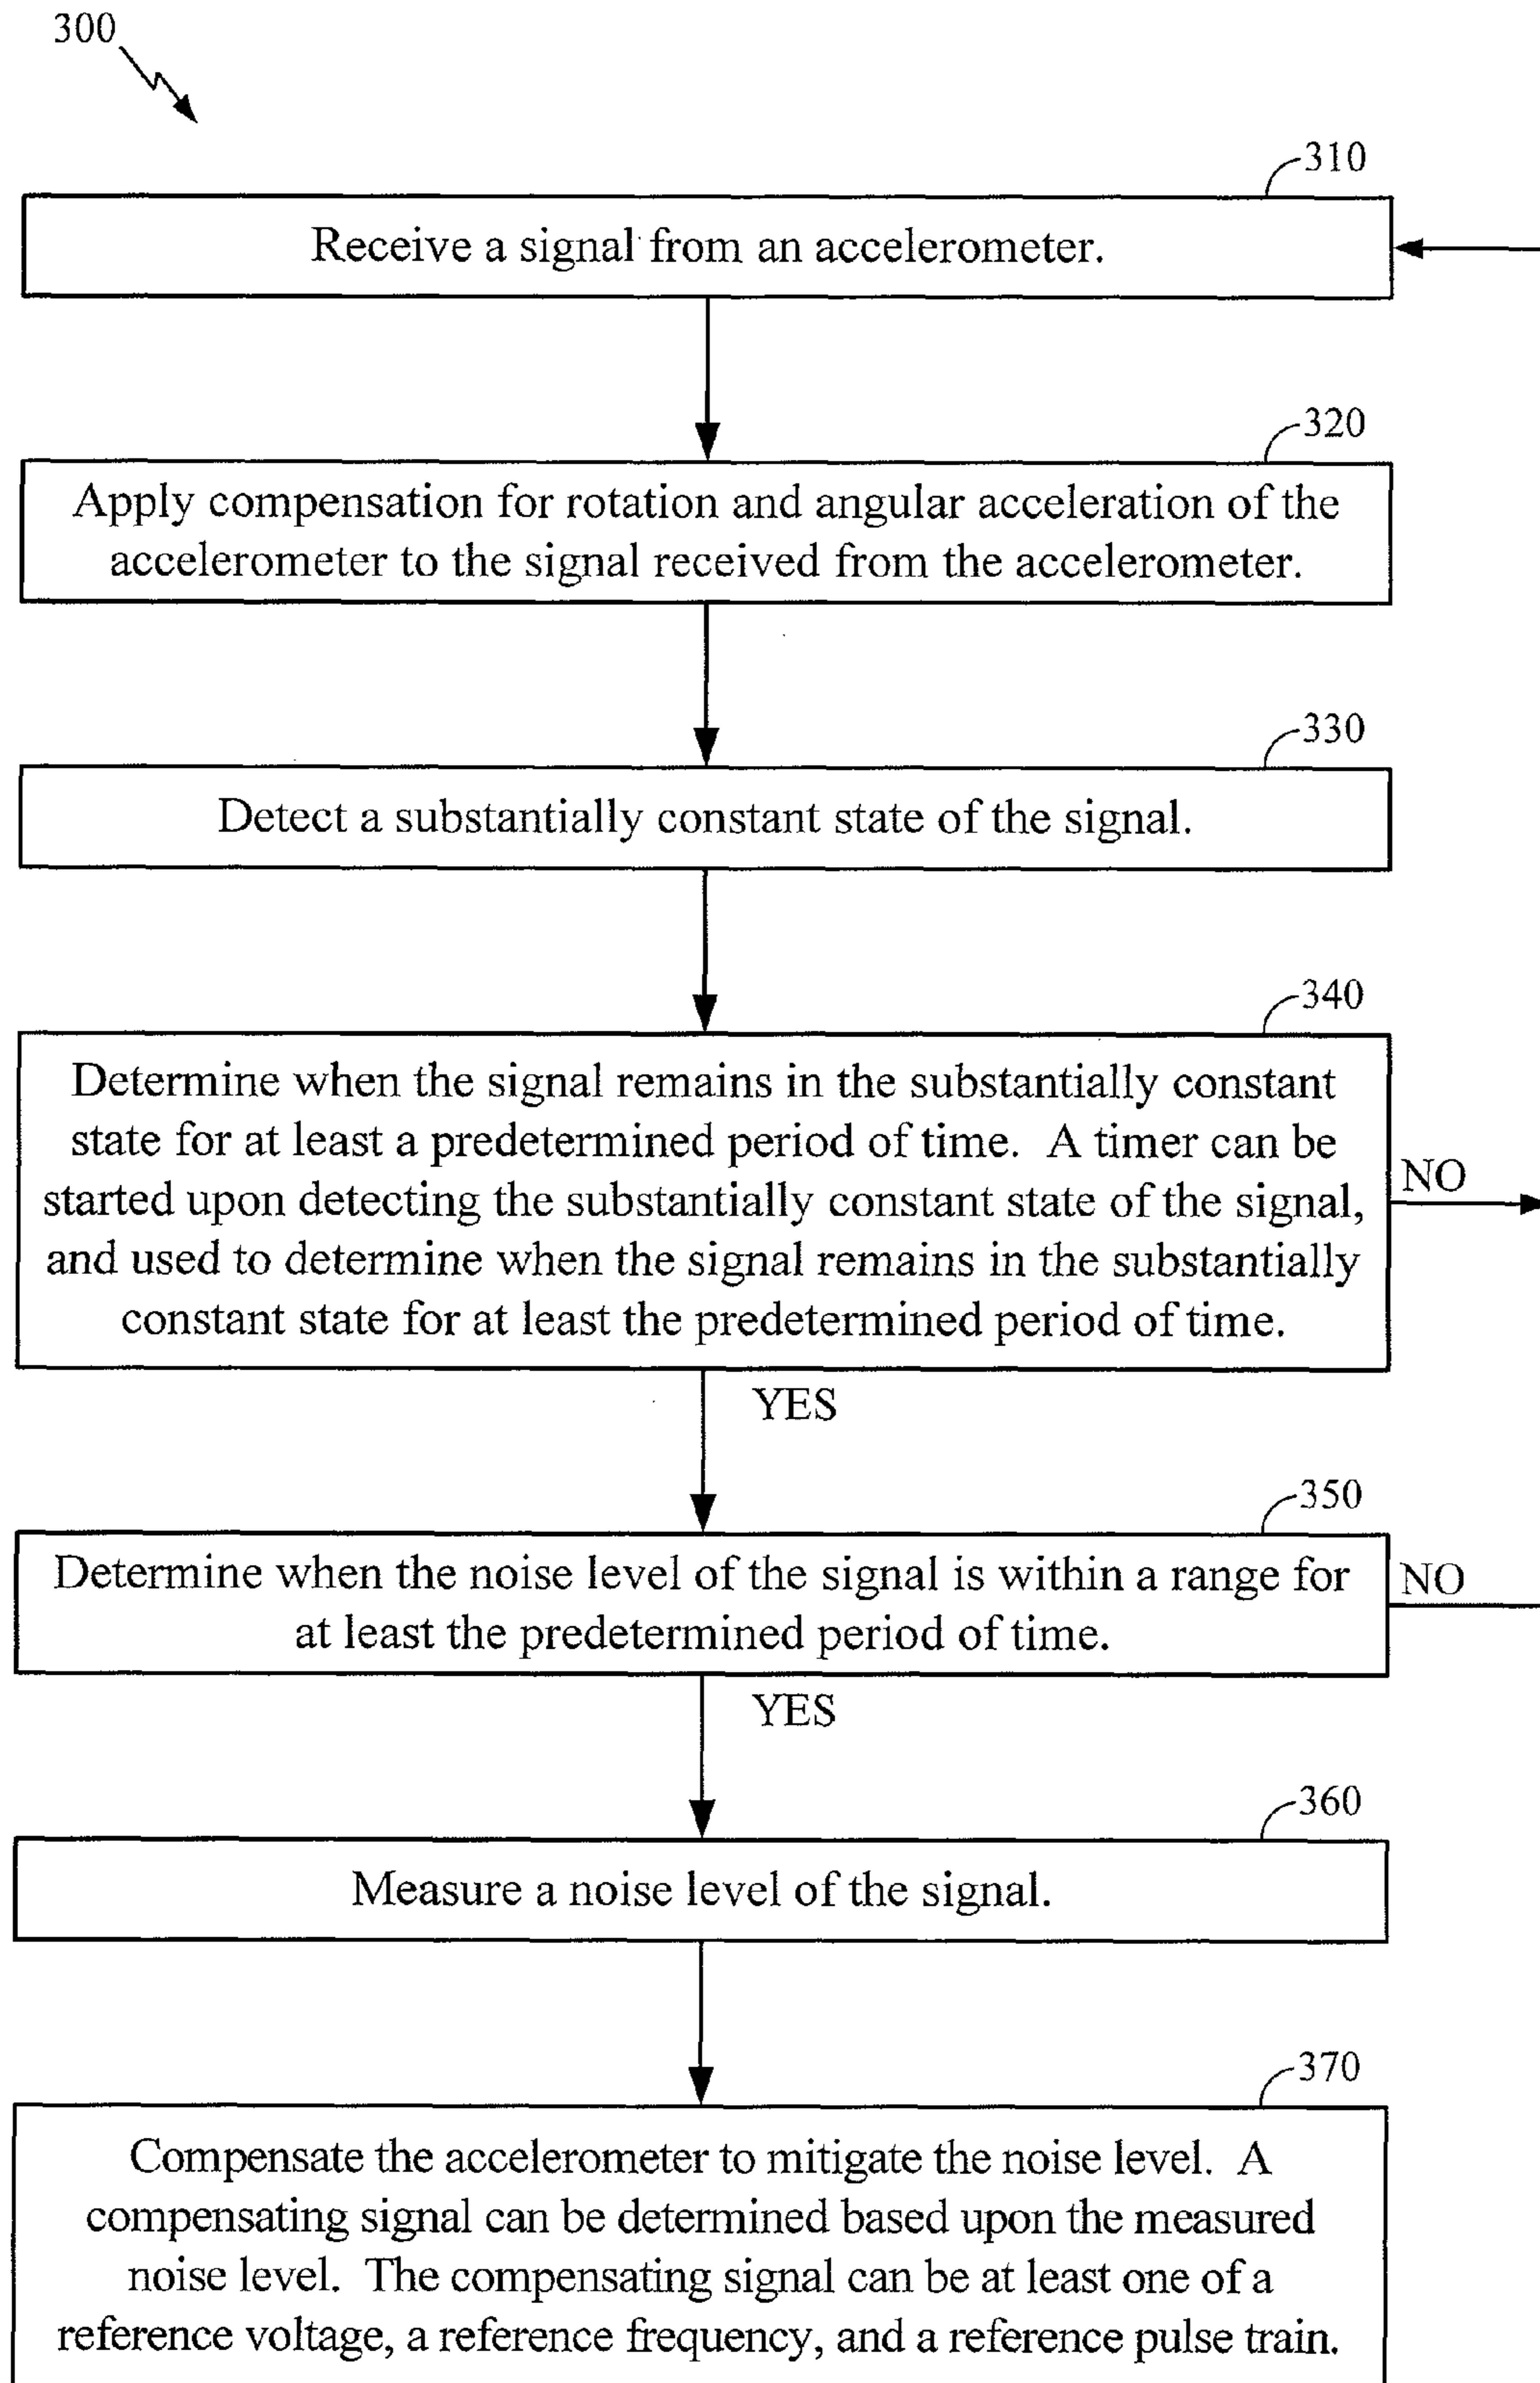 300
310
Receive a signal from an accelerometer.
320
Apply compensation for rotation and angular acceleration of the
accelerometer to the signal received from the accelerometer.
330
Detect a substantially constant state of the signal.
340
Determine when the signal remains in the substantially constant
state for at least a predetermined period of time. A timer can be
started upon detecting the substantially constant state of the signal,
and used to determine when the signal remains in the substantially
constant state for at least the predetermined period of time.
NO
YES
350
Determine when the noise level of the signal is within a range for
at least the predetermined period of time.
NO
YES
360
Measure a noise level of the signal.
370
Compensate the accelerometer to mitigate the noise level. A
compensating signal can be determined based upon the measured
noise level. The compensating signal can be at least one of a
reference voltage, a reference frequency, and a reference pulse train.